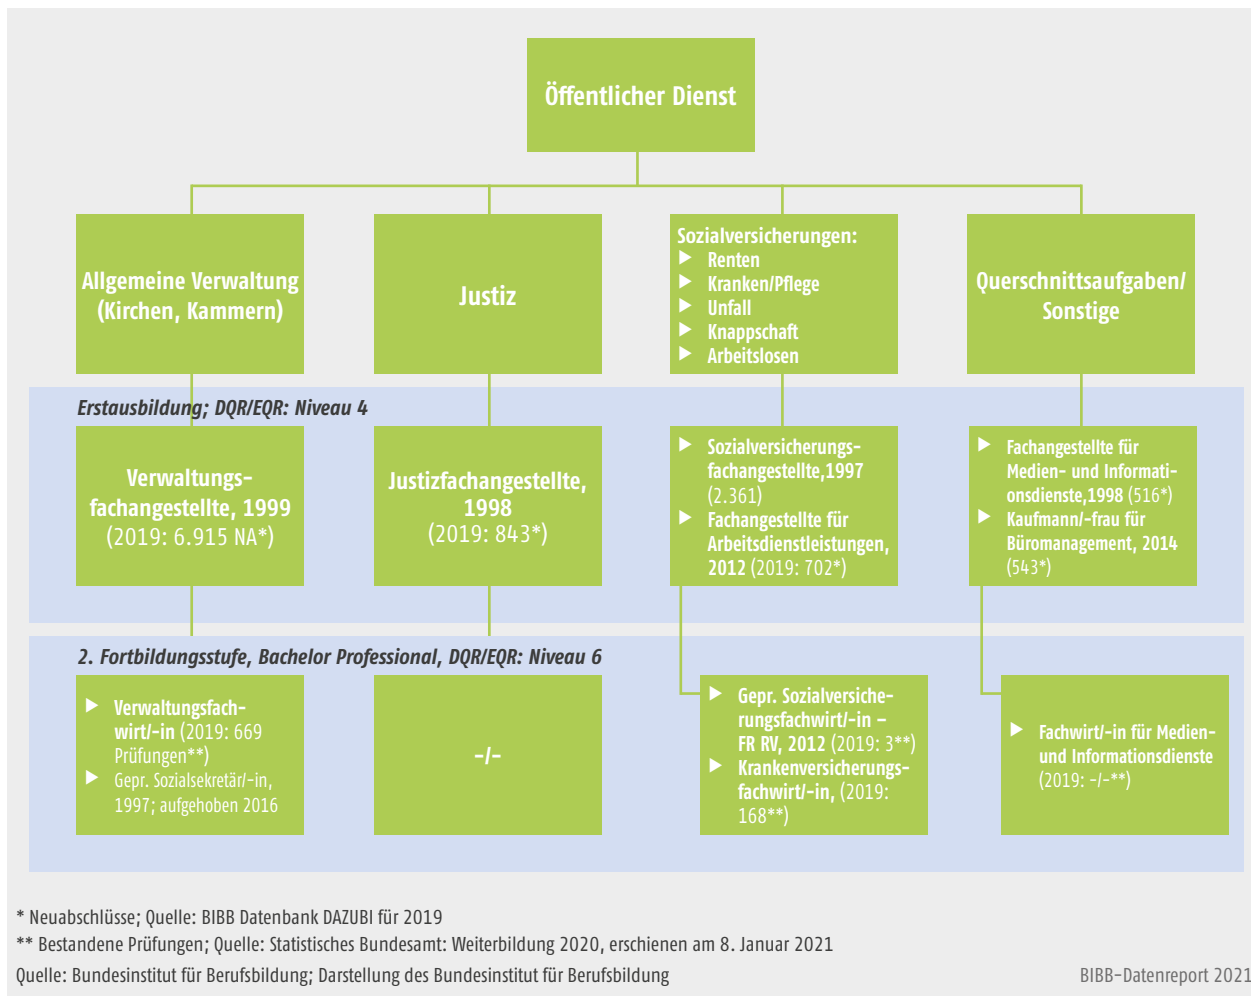 Öffentlicher Dienst
Allgemeine Verwaltung
(Kirchen, Kammern)
Justiz
Sozialversicherungen:
▶ Renten
▶ Kranken/Pflege
▶ Unfall
▶ Knappschaft
▶ Arbeitslosen
Querschnittsaufgaben/
Sonstige
Erstausbildung; DQR/EQR: Niveau 4
Verwaltungs-
fachangestellte, 1999
(2019: 6.915 NA*)
Justizfachangestellte,
1998
(2019: 843*)
▶ Sozialversicherungs-
fachangestellte,1997
(2.361)
▶ Fachangestellte für
Arbeitsdienstleistungen,
2012 (2019: 702*)
▶ Fachangestellte für
Medien- und Informati-
onsdienste,1998 (516*)
▶ Kaufmann/-frau für
Büromanagement, 2014
(543*)
2. Fortbildungsstufe, Bachelor Professional, DQR/EQR: Niveau 6
▶ Verwaltungsfach-
wirt/-in (2019: 669
Prüfungen**)
▶ Gepr. Sozialsekretär/-in,
1997; aufgehoben 2016
-/-
▶ Gepr. Sozialversiche-
rungsfachwirt/-in –
FR RV, 2012 (2019: 3**)
▶ Krankenversicherungs-
fachwirt/-in, (2019:
168**)
▶ Fachwirt/-in für Medien-
und Informationsdienste
(2019: -/-**)
* Neuabschlüsse; Quelle: BIBB Datenbank DAZUBI für 2019
** Bestandene Prüfungen; Quelle: Statistisches Bundesamt: Weiterbildung 2020, erschienen am 8. Januar 2021
Quelle: Bundesinstitut für Berufsbildung; Darstellung des Bundesinstitut für Berufsbildung
BIBB-Datenreport 2021